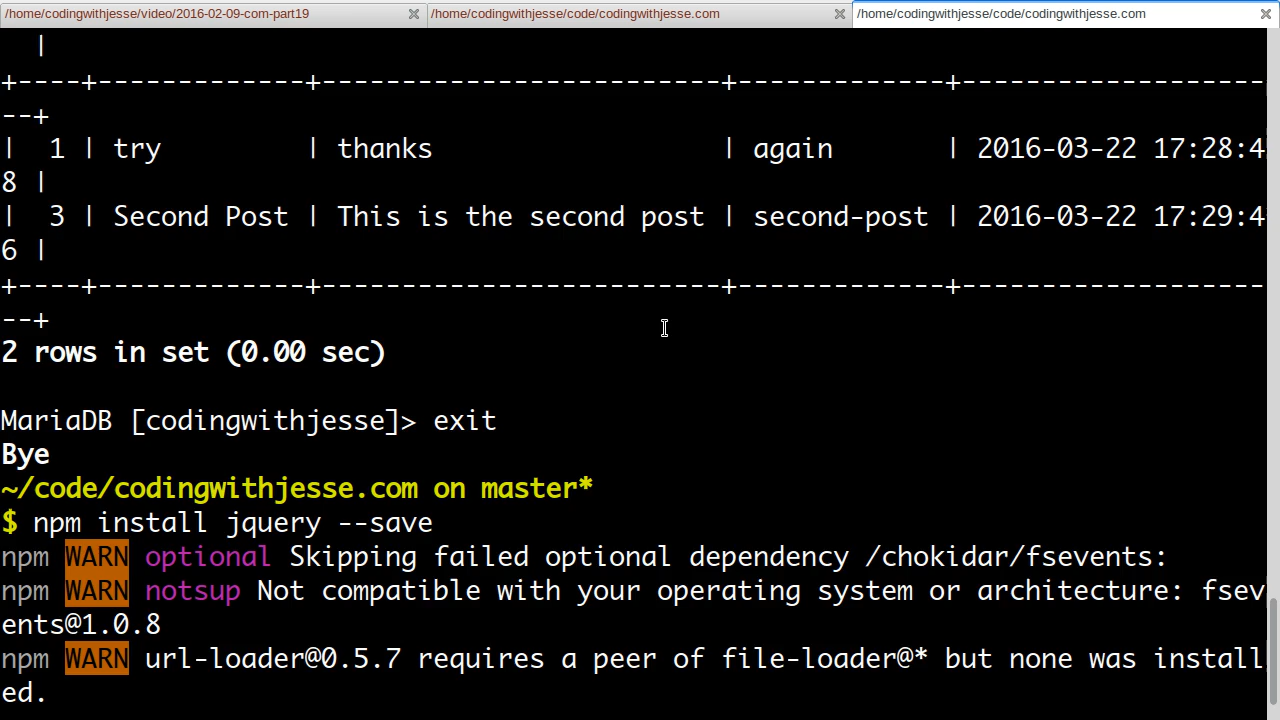 /home/codingwithjesse/video/2016-02-09-com-part19 /home/codingwithjesse/code/codingwithjesse.com /home/codingwithjesse/code/codingwithjesse.com
|
+----+-------------+-------------------------+-------------+-------------------
--+
| 1 | try | thanks | again | 2016-03-22 17:28:4
8 |
| 3 | Second Post | This is the second post | second-post | 2016-03-22 17:29:4
6 |
+----+-------------+-------------------------+-------------+-------------------
--+
2 rows in set (0.00 sec)
MariaDB [codingwithjesse]> exit
Bye
~/code/codingwithjesse.com on master*
$ npm install jquery --save
npm WARN optional Skipping failed optional dependency /chokidar/fsevents:
npm WARN notsup Not compatible with your operating system or architecture: fsev
ents@1.0.8
npm WARN url-loader@0.5.7 requires a peer of file-loader@* but none was install
ed.